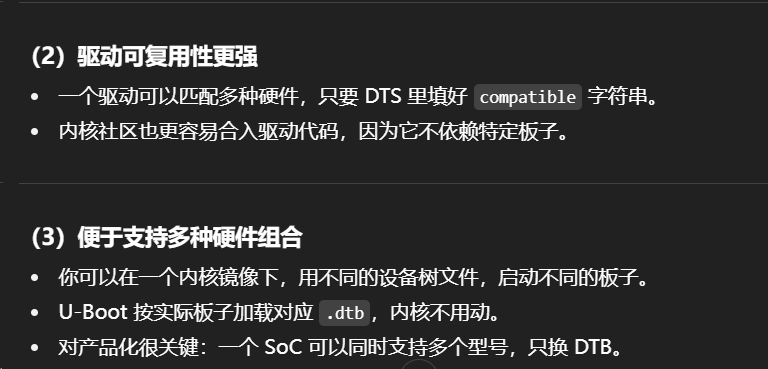 （2）驱动可复用性更强
• 一个驱动可以匹配多种硬件，只要 DTS 里填好 compatible 字符串。
• 内核社区也更容易合入驱动代码，因为它不依赖特定板子。
（3）便于支持多种硬件组合
• 你可以在一个内核镜像下，用不同的设备树文件，启动不同的板子。
• U-Boot 按实际板子加载对应 .dtb，内核不用动。
• 对产品化很关键：一个 SoC 可以同时支持多个型号，只换 DTB。